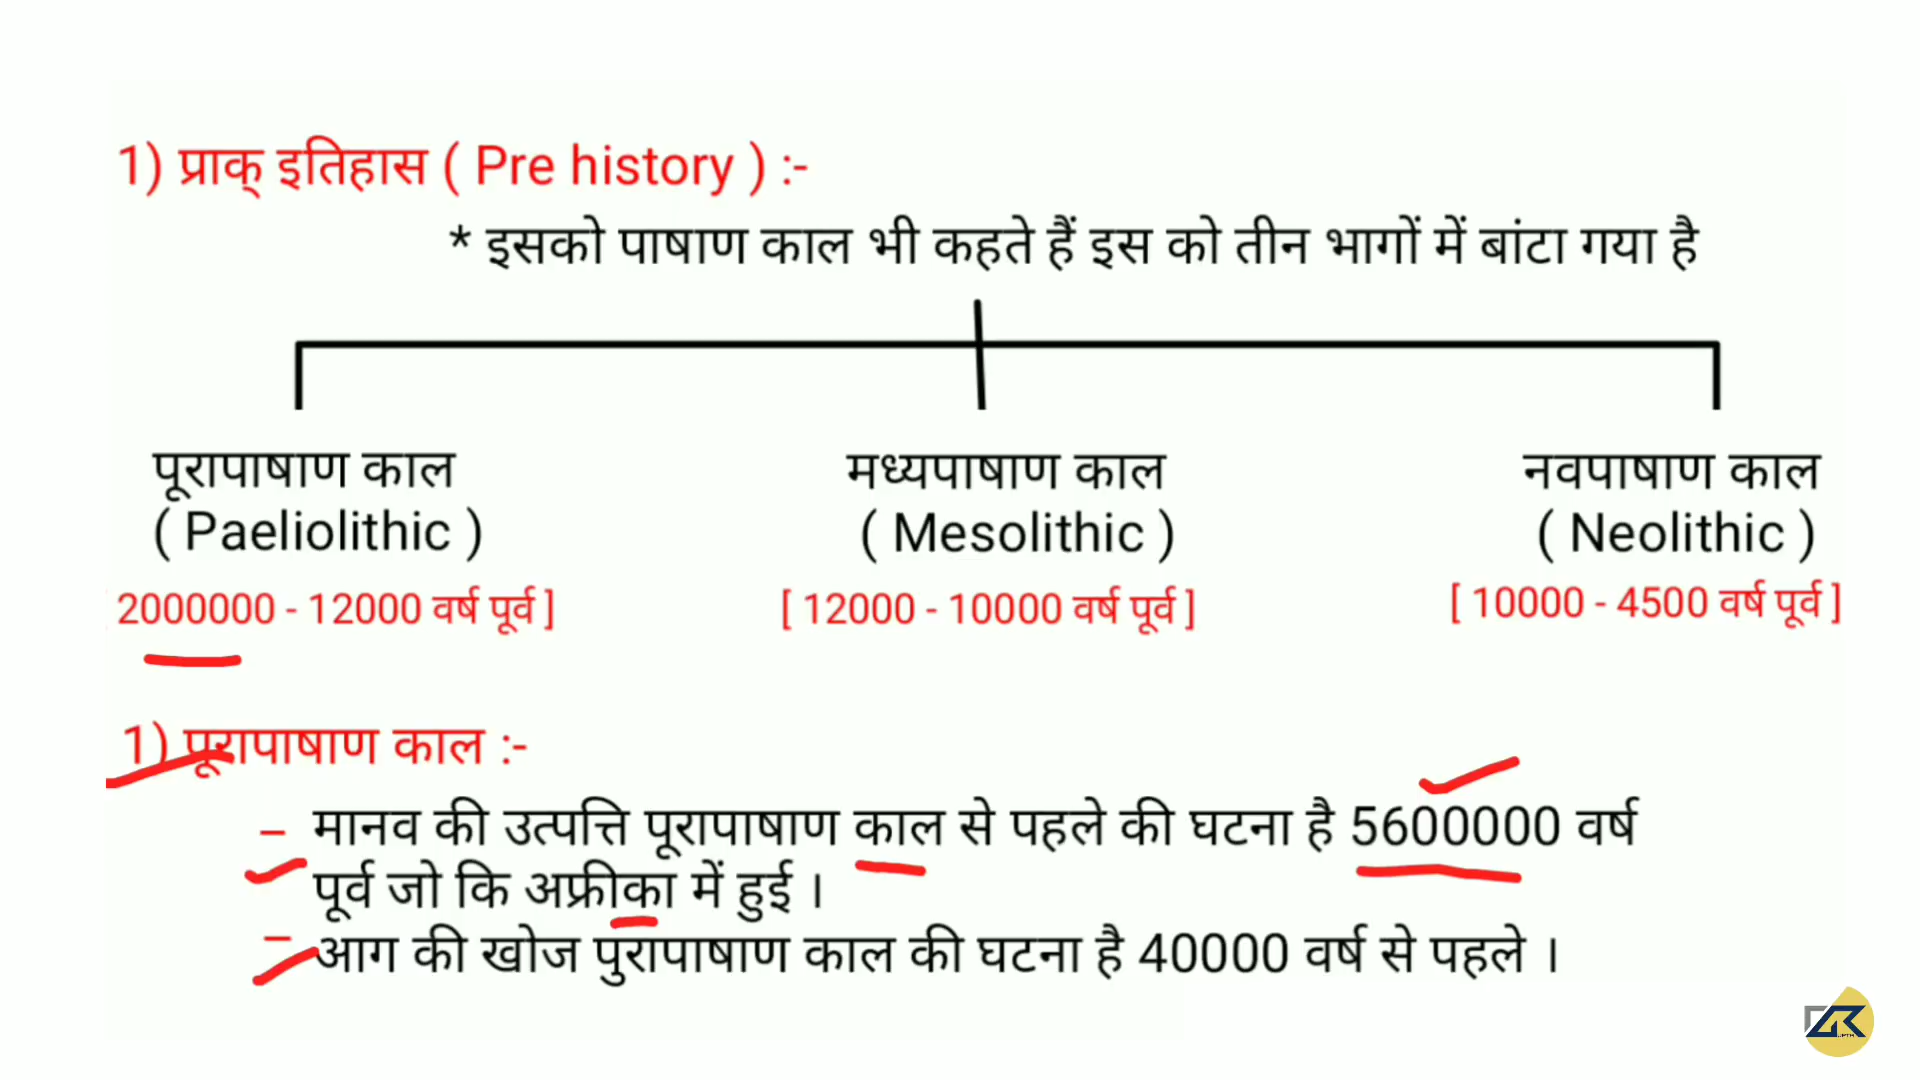 1) प्राक् इतिहास ( Pre history ) :-
* इसको पाषाण काल भी कहते हैं इस को तीन भागों में बांटा गया है
पूरापाषाण काल मध्यपाषाण काल नवपाषाण काल
( Paeliolithic ) ( Mesolithic ) ( Neolithic )
2000000 - 12000 वर्ष पूर्व ] [ 12000 - 10000 वर्ष पूर्व ] [ 10000 - 4500 वर्ष पूर्व ]
1) पूरापाषाण काल :-
– मानव की उत्पत्ति पूरापाषाण काल से पहले की घटना है 5600000 वर्ष
पूर्व जो कि अफ्रीका में हुई ।
– आग की खोज पुरापाषाण काल की घटना है 40000 वर्ष से पहले ।